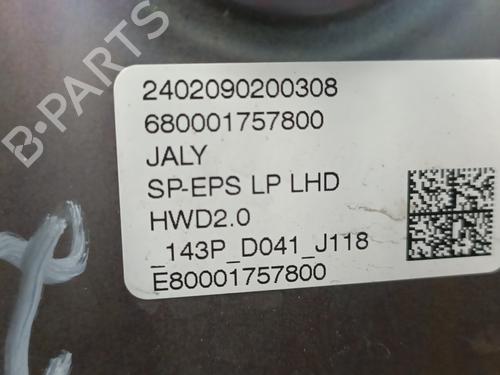 B-PARTS
2402090200308
680001757800
JALY
SP-EPS LP LHD
HWD2.0
_143P_D041_J118
E80001757800